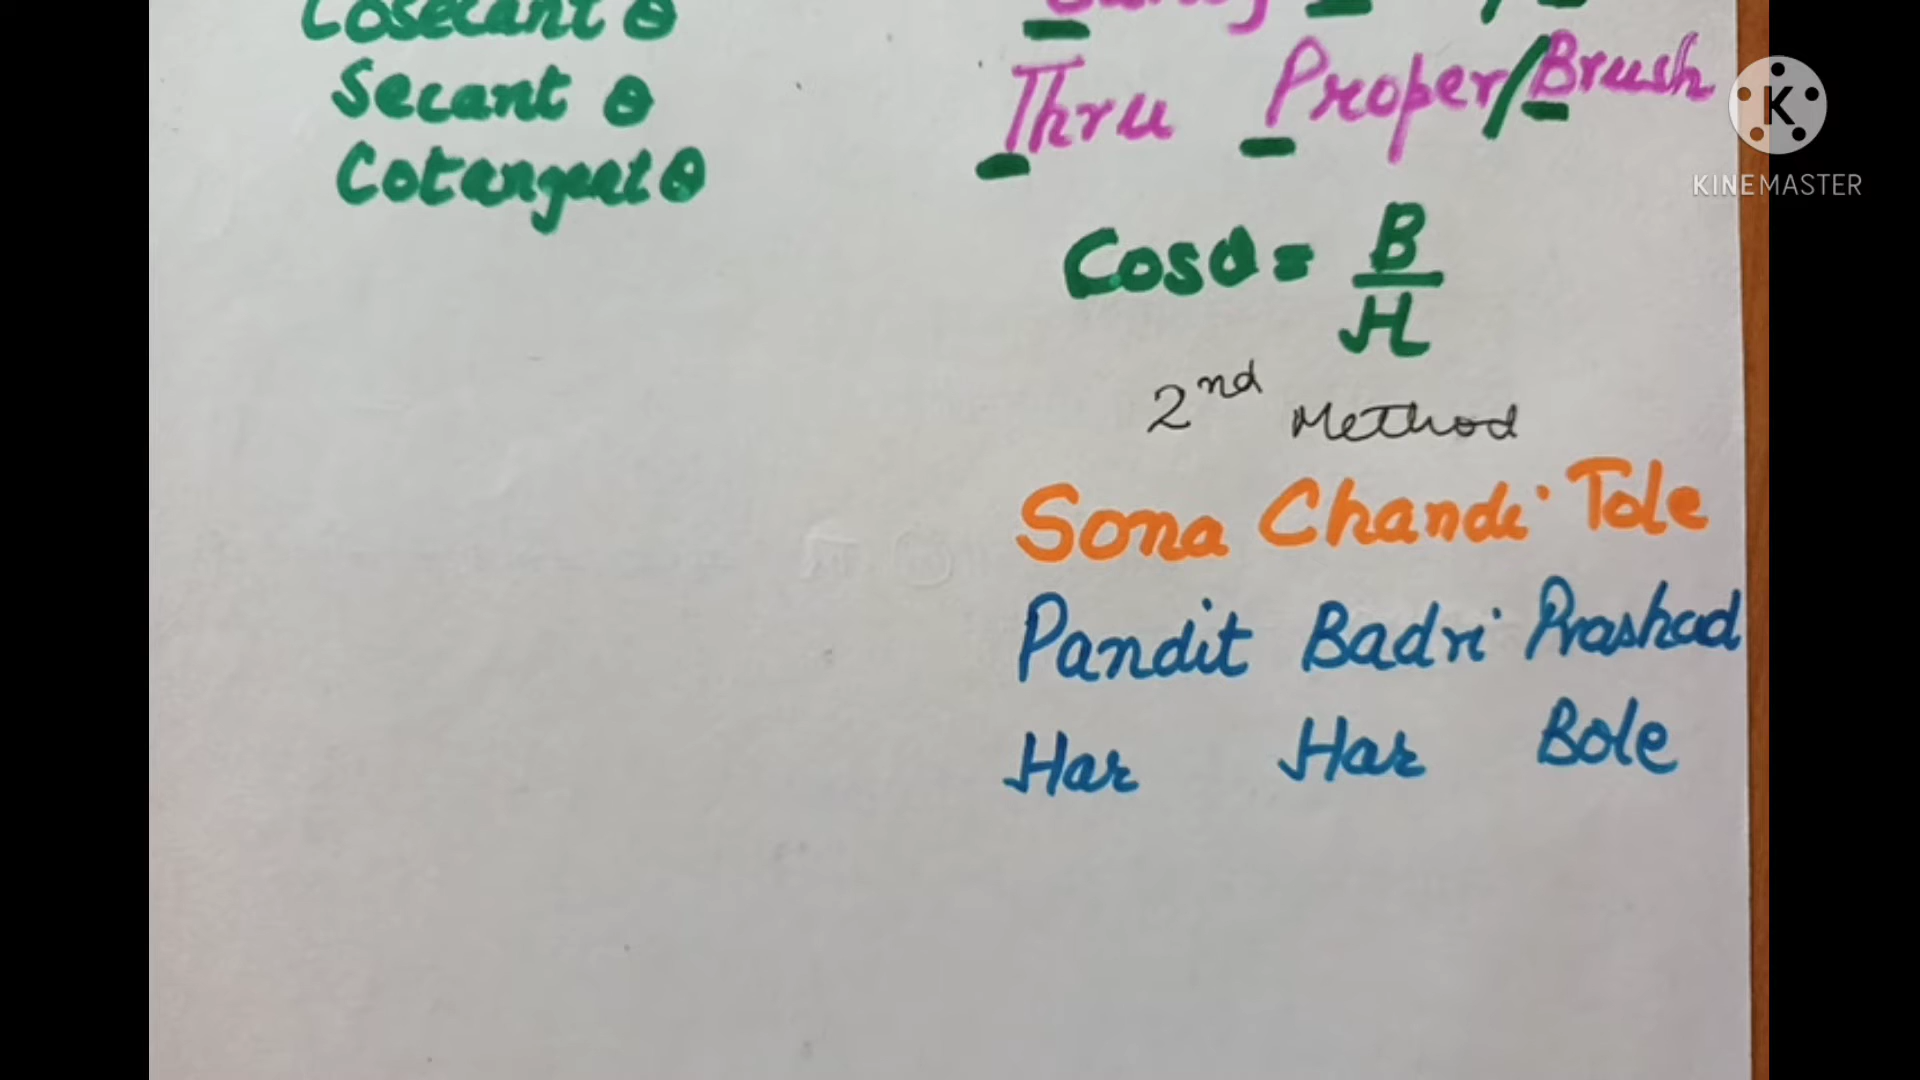 Cosecant θ
Secant θ
Cotangent θ
Thru Proper/Brush
Cosθ = B/H
2nd Method
Sona Chandi Tole
Pandit Badri Prashad
Har Har Bole
K
KINEMASTER